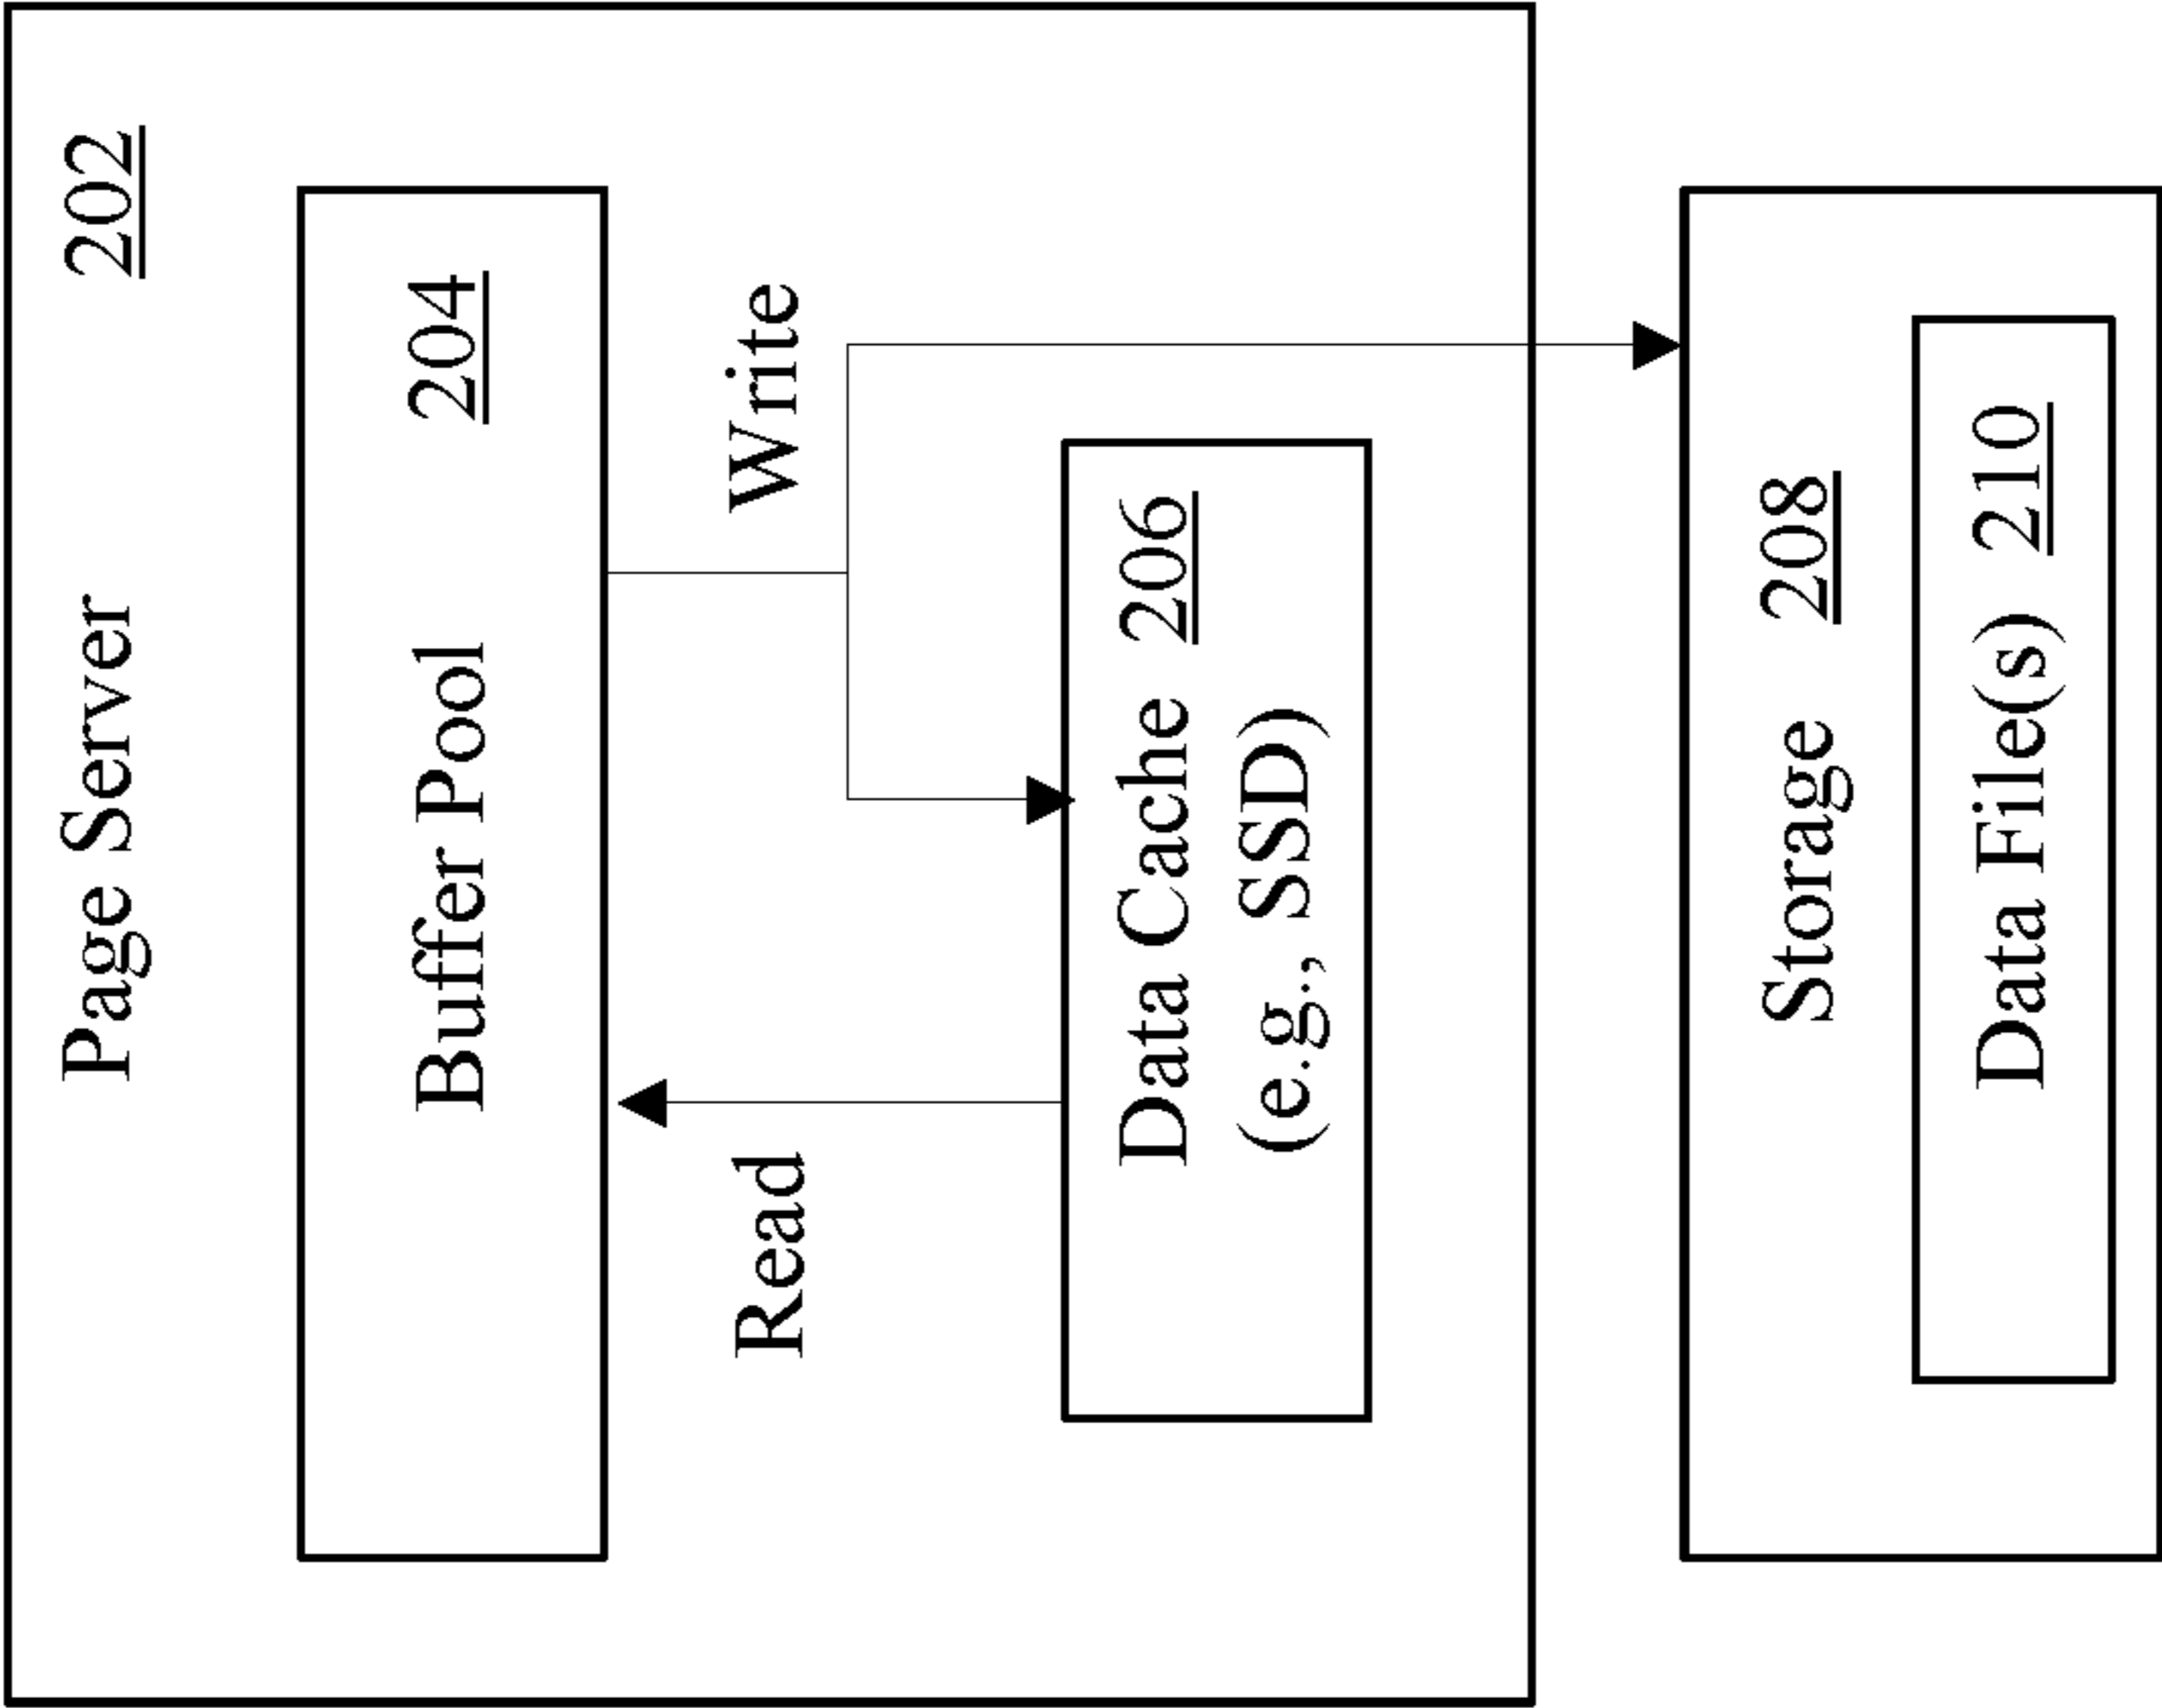 Page Server 202
Buffer Pool 204
Read
Write
Data Cache 206
(e.g., SSD)
Storage 208
Data File(s) 210